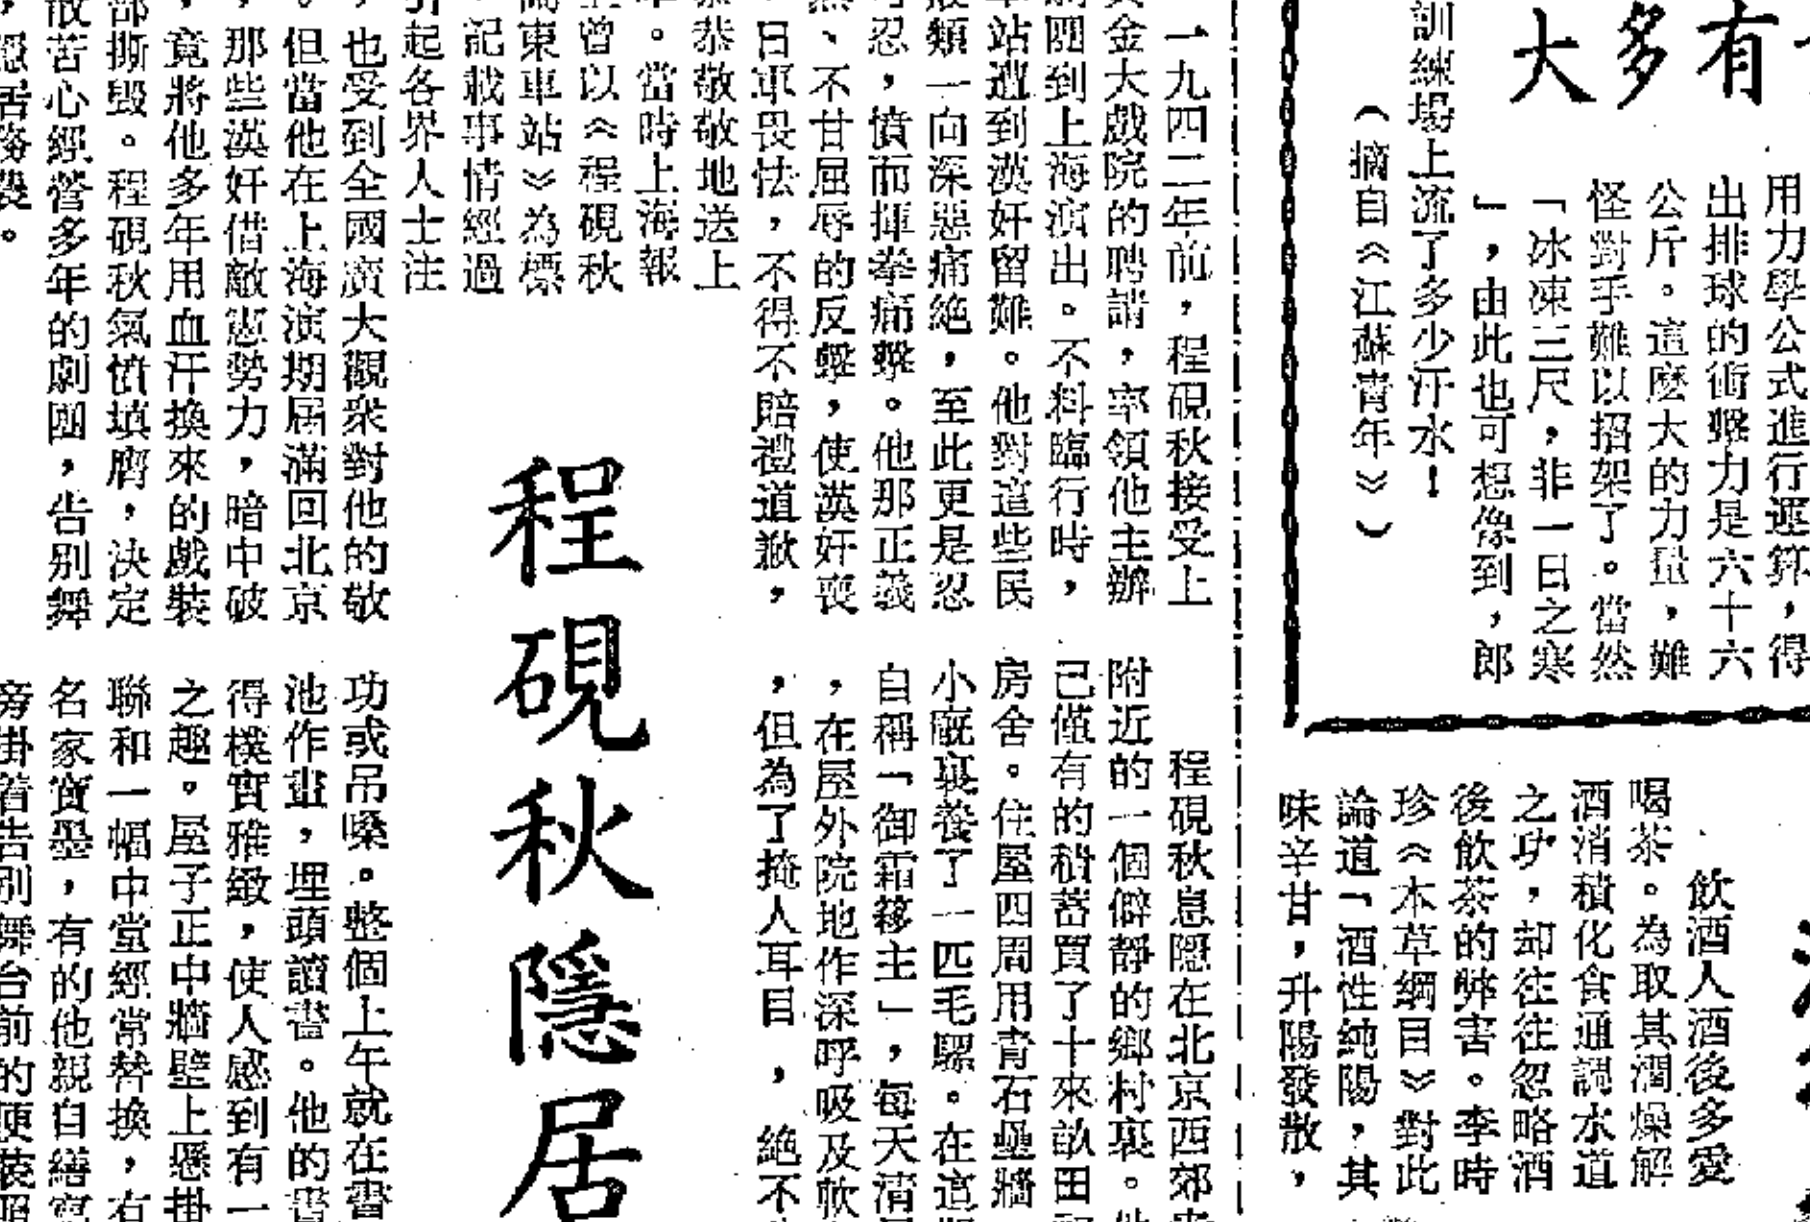 有多大
用力學公式進行運算，得
出排球的衝擊力是六十六
公斤。這麽大的力量，難
怪對手難以招架了。當然
「冰凍三尺，非一日之寒
」，由此也可想像到，郎
訓練場上流了多少汗水！
（摘自《江蘇青年》）
飲酒人酒後多愛
喝茶。為取其潤燥解
酒消積化食通調水道
之功，却往往忽略酒
後飲茶的弊害。李時
珍《本草綱目》對此
論道「酒性純陽，其
味辛甘，升陽發散，
程硯秋隱居
一九四二年前，程硯秋接受上
金大戲院的聘請，率領他主辦
團到上海演出。不料臨行時，
站遭到漢奸留難。他對這些民
類一向深惡痛絕，至此更是忍
忍，憤而揮拳痛擊。他那正義
、不甘屈辱的反擊，使漢奸喪
日軍畏怯，不得不賠禮道歉，
恭敬敬地送上
。當時上海報
曾以《程硯秋
東車站》為標
記載事情經過
引起各界人士注
，也受到全國廣大觀衆對他的敬
。但當他在上海演期屆滿回北京
，那些漢奸借敵憲勢力，暗中破
，竟將他多年用血汗換來的戲裝
部撕毀。程硯秋氣憤填膺，決定
散苦心經營多年的劇團，告别舞
，隱居務農。
程硯秋息隱在北京西郊
附近的一個僻靜的鄉村裏。他
已僅有的積蓄買了十來畝田
房舍。住屋四周用青石壘牆
小廐裏養了一匹毛騾。在這
自稱「御霜簃主」，每天清
，在屋外院地作深呼吸及軟
，但為了掩人耳目，絕不
功或吊嗓。整個上午就在書
池作畫，埋頭讀書。他的書
得樸實雅緻，使人感到有一
之趣。屋子正中牆壁上懸掛
聯和一幅中堂經常替換，有
名家寶墨，有的他親自繕寫
旁掛着告别舞台前的便裝照